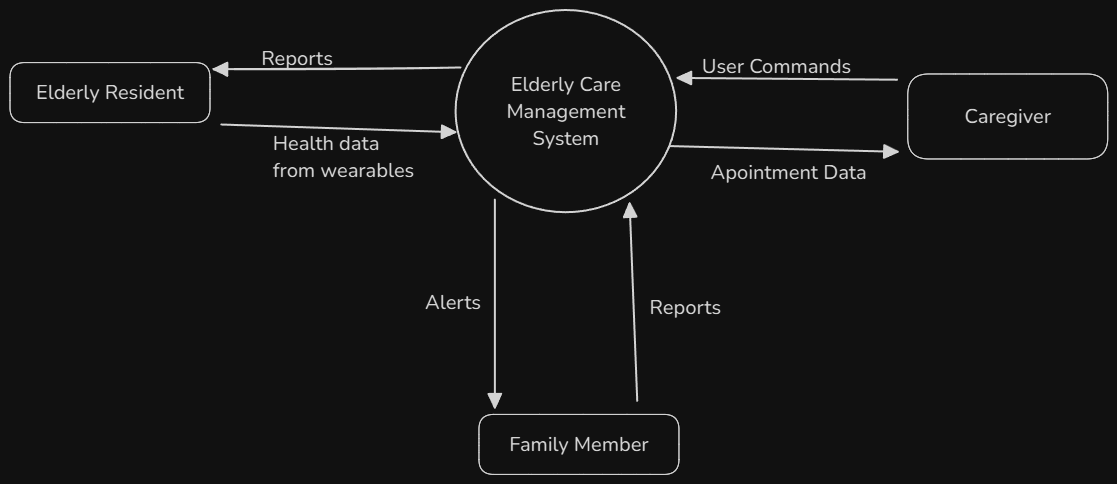 Reports
Elderly Resident
Health data
from wearables
Elderly Care
Management
System
User Commands
Caregiver
Apointment Data
Alerts
Reports
Family Member